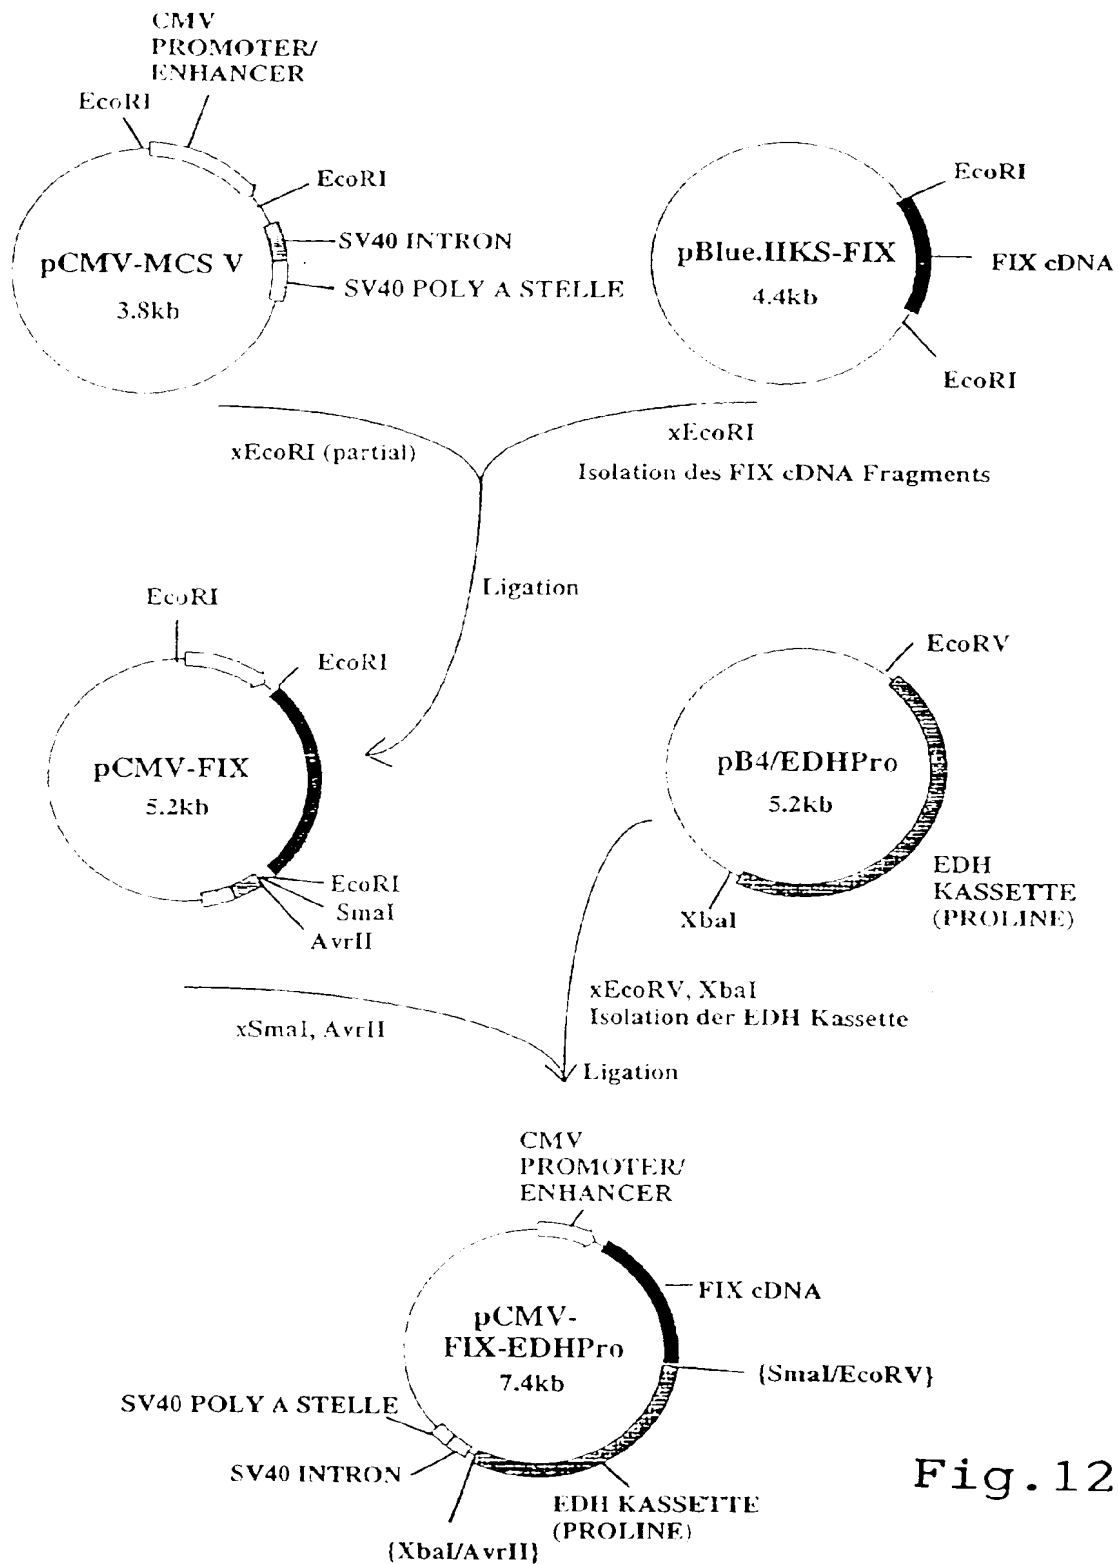 CMV
PROMOTER/
ENHANCER
EcoRI
EcoRI
SV40 INTRON
pCMV-MCS V
3.8kb
SV40 POLY A STELLE
EcoRI
pBlue.IIKS-FIX
FIX cDNA
4.4kb
EcoRI
xEcoRI (partial)
xEcoRI
Isolation des FIX cDNA Fragments
Ligation
EcoRI
EcoRI
pCMV-FIX
5.2kb
EcoRI
SmaI
AvrII
EcoRV
pB4/EDHPro
5.2kb
EDH
KASSETTE
(PROLINE)
XbaI
xSmaI, AvrII
xEcoRV, XbaI
Isolation der EDH Kassette
Ligation
CMV
PROMOTER/
ENHANCER
FIX cDNA
pCMV-
FIX-EDHPro
7.4kb
{SmaI/EcoRV}
SV40 POLY A STELLE
SV40 INTRON
EDH KASSETTE
(PROLINE)
{XbaI/AvrII}
Fig.12